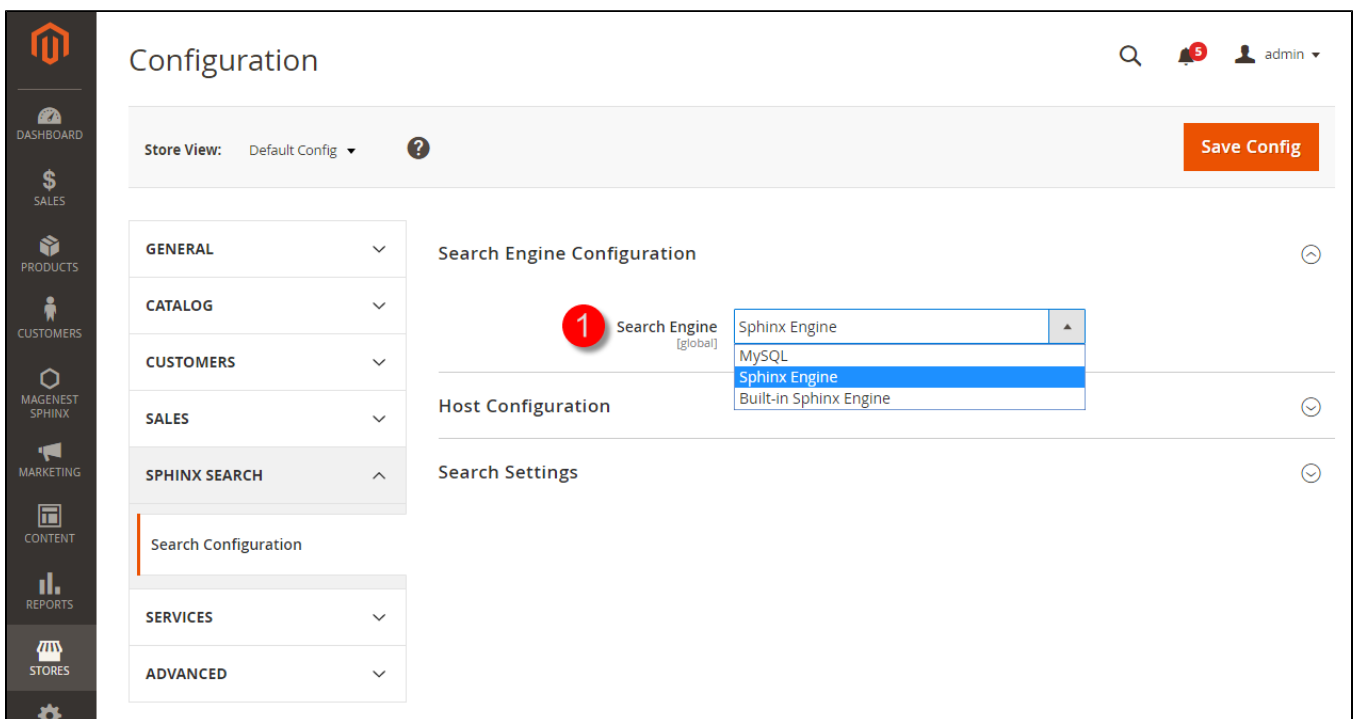 Configuration
5
admin
DASHBOARD
SALES
PRODUCTS
CUSTOMERS
MAGENEST
SPHINX
MARKETING
CONTENT
REPORTS
STORES
Store View:
Default Config
?
Save Config
GENERAL
CATALOG
CUSTOMERS
SALES
SPHINX SEARCH
Search Configuration
SERVICES
ADVANCED
Search Engine Configuration
1
Search Engine
[global]
Sphinx Engine
MySQL
Sphinx Engine
Built-in Sphinx Engine
Host Configuration
Search Settings